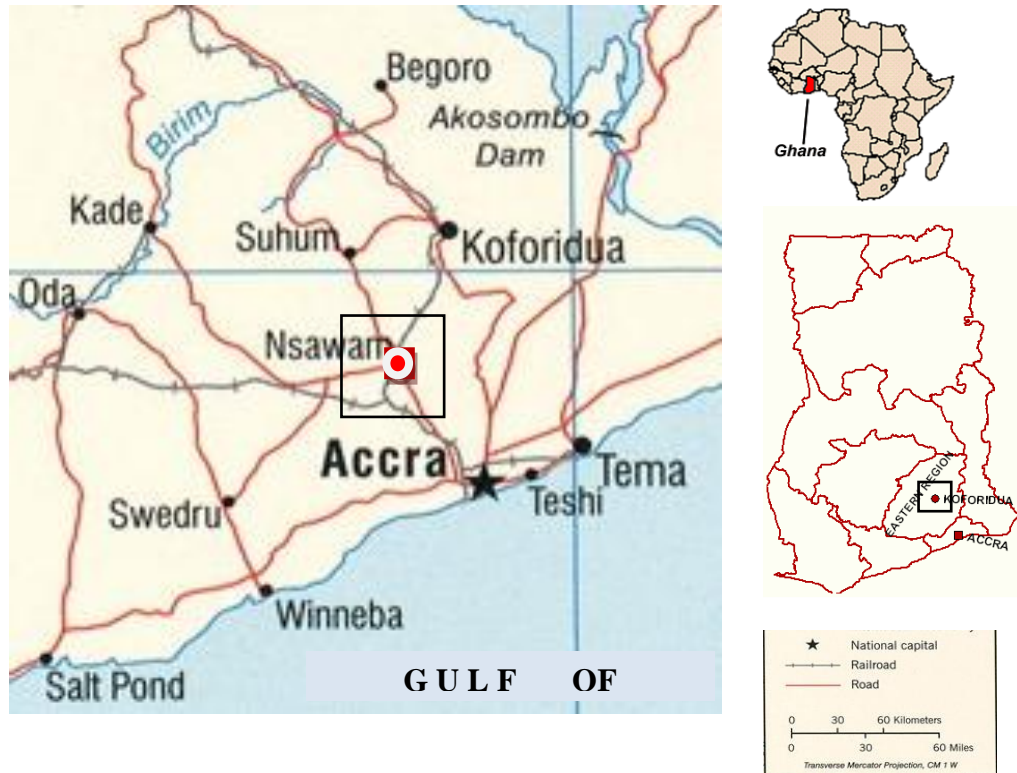 Begoro
Akosombo
Dam
Birim
Kade
Suhum
Koforidua
Oda
Nsawam
Accra
Tema
Teshi
Swedru
Winneba
Salt Pond
G U L F OF
Ghana
EASTERN REGION
KOFORIDUA
ACCRA
National capital
Railroad
Road
0 30 60 Kilometers
0 30 60 Miles
Transverse Mercator Projection, CM 1 W